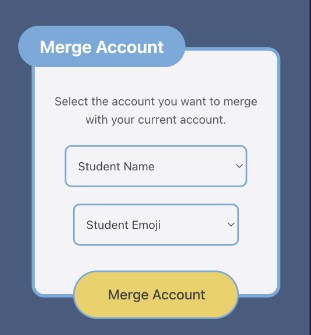 Merge Account
Select the account you want to merge
with your current account.
Student Name
Student Emoji
Merge Account